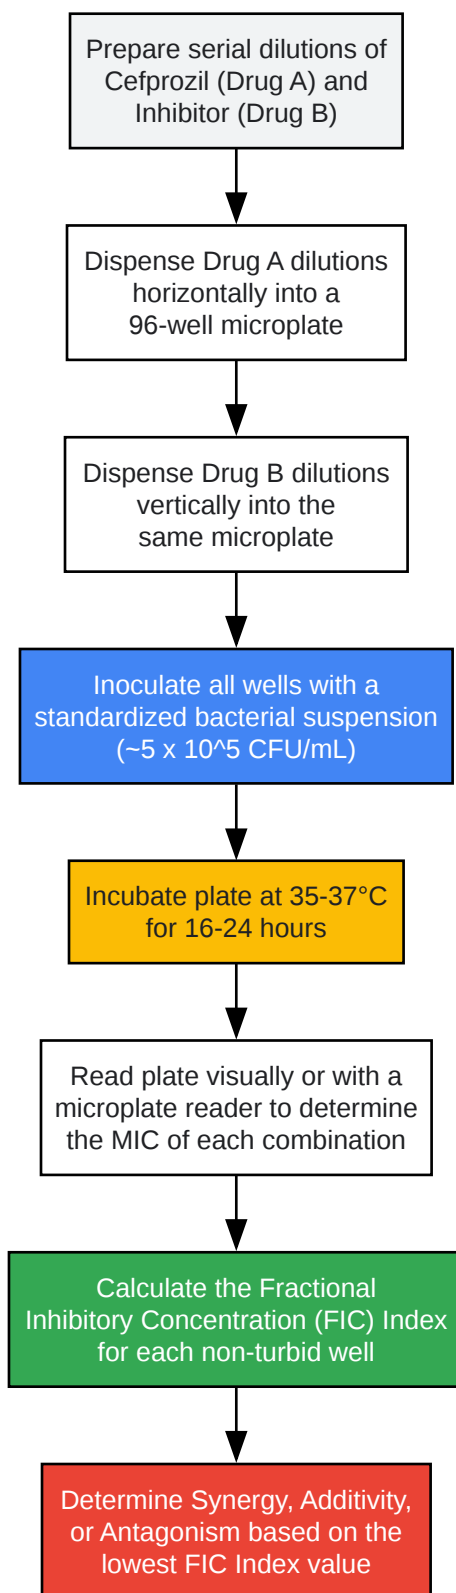 Prepare serial dilutions of
Cefprozil (Drug A) and
Inhibitor (Drug B)
Dispense Drug A dilutions
horizontally into a
96-well microplate
Dispense Drug B dilutions
vertically into the
same microplate
Inoculate all wells with a
standardized bacterial suspension
(~5 x 10^5 CFU/mL)
Incubate plate at 35-37°C
for 16-24 hours
Read plate visually or with a
microplate reader to determine
the MIC of each combination
Calculate the Fractional
Inhibitory Concentration (FIC) Index
for each non-turbid well
Determine Synergy, Additivity,
or Antagonism based on the
lowest FIC Index value